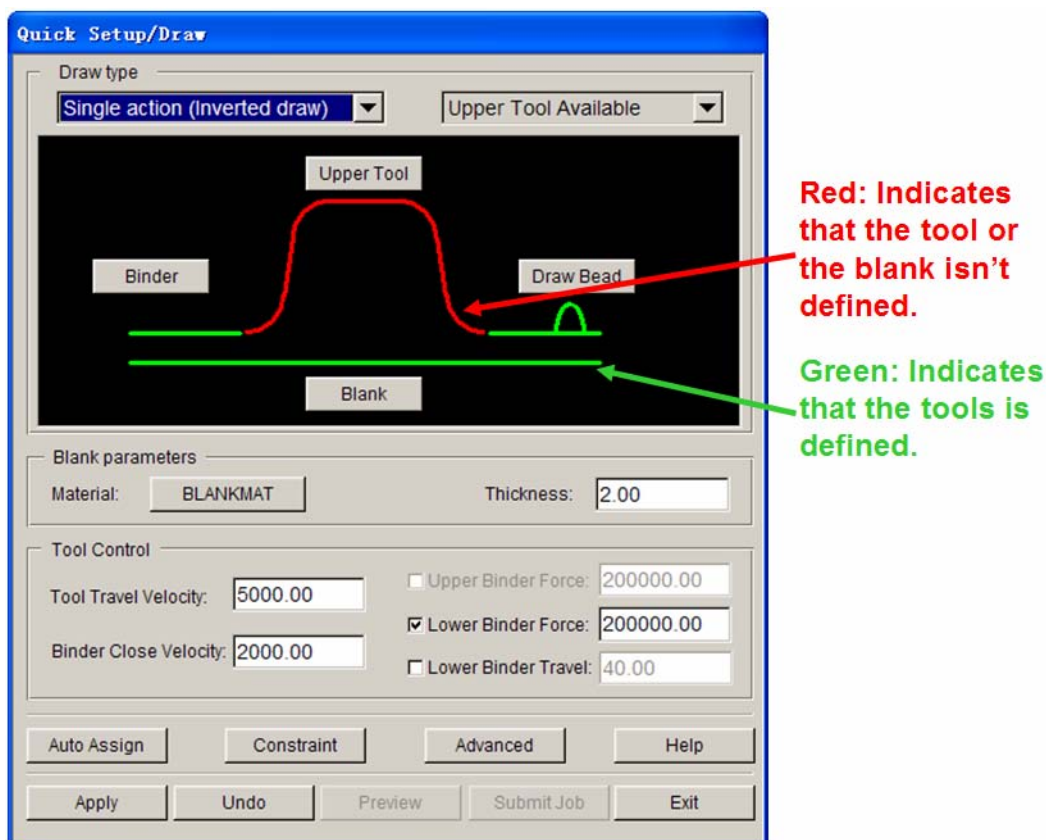 Quick Setup/Draw
Draw type
Single action (Inverted draw)
Upper Tool Available
Upper Tool
Binder
Draw Bead
Blank
Red: Indicates
that the tool or
the blank isn't
defined.
Green: Indicates
that the tools is
defined.
Blank parameters
Material:
BLANKMAT
Thickness:
2.00
Tool Control
Tool Travel Velocity:
5000.00
Upper Binder Force:
200000.00
Lower Binder Force:
200000.00
Binder Close Velocity:
2000.00
Lower Binder Travel:
40.00
Auto Assign
Constraint
Advanced
Help
Apply
Undo
Preview
Submit Job
Exit